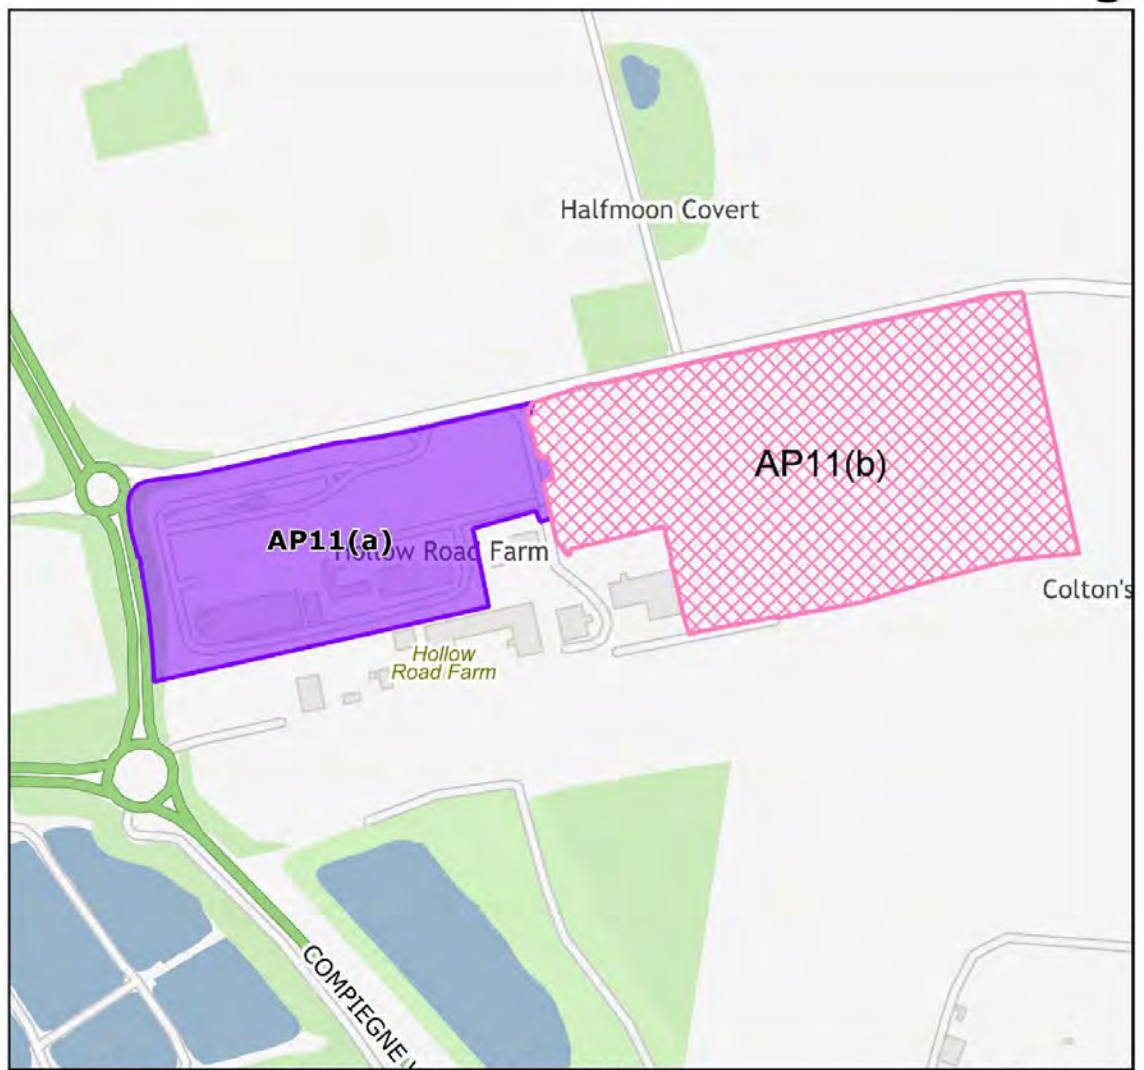 Halfmoon Covert
AP11(b)
AP11(a)
Hollow Road Farm
Colton's
Hollow
Road Farm
COMPIEGNE